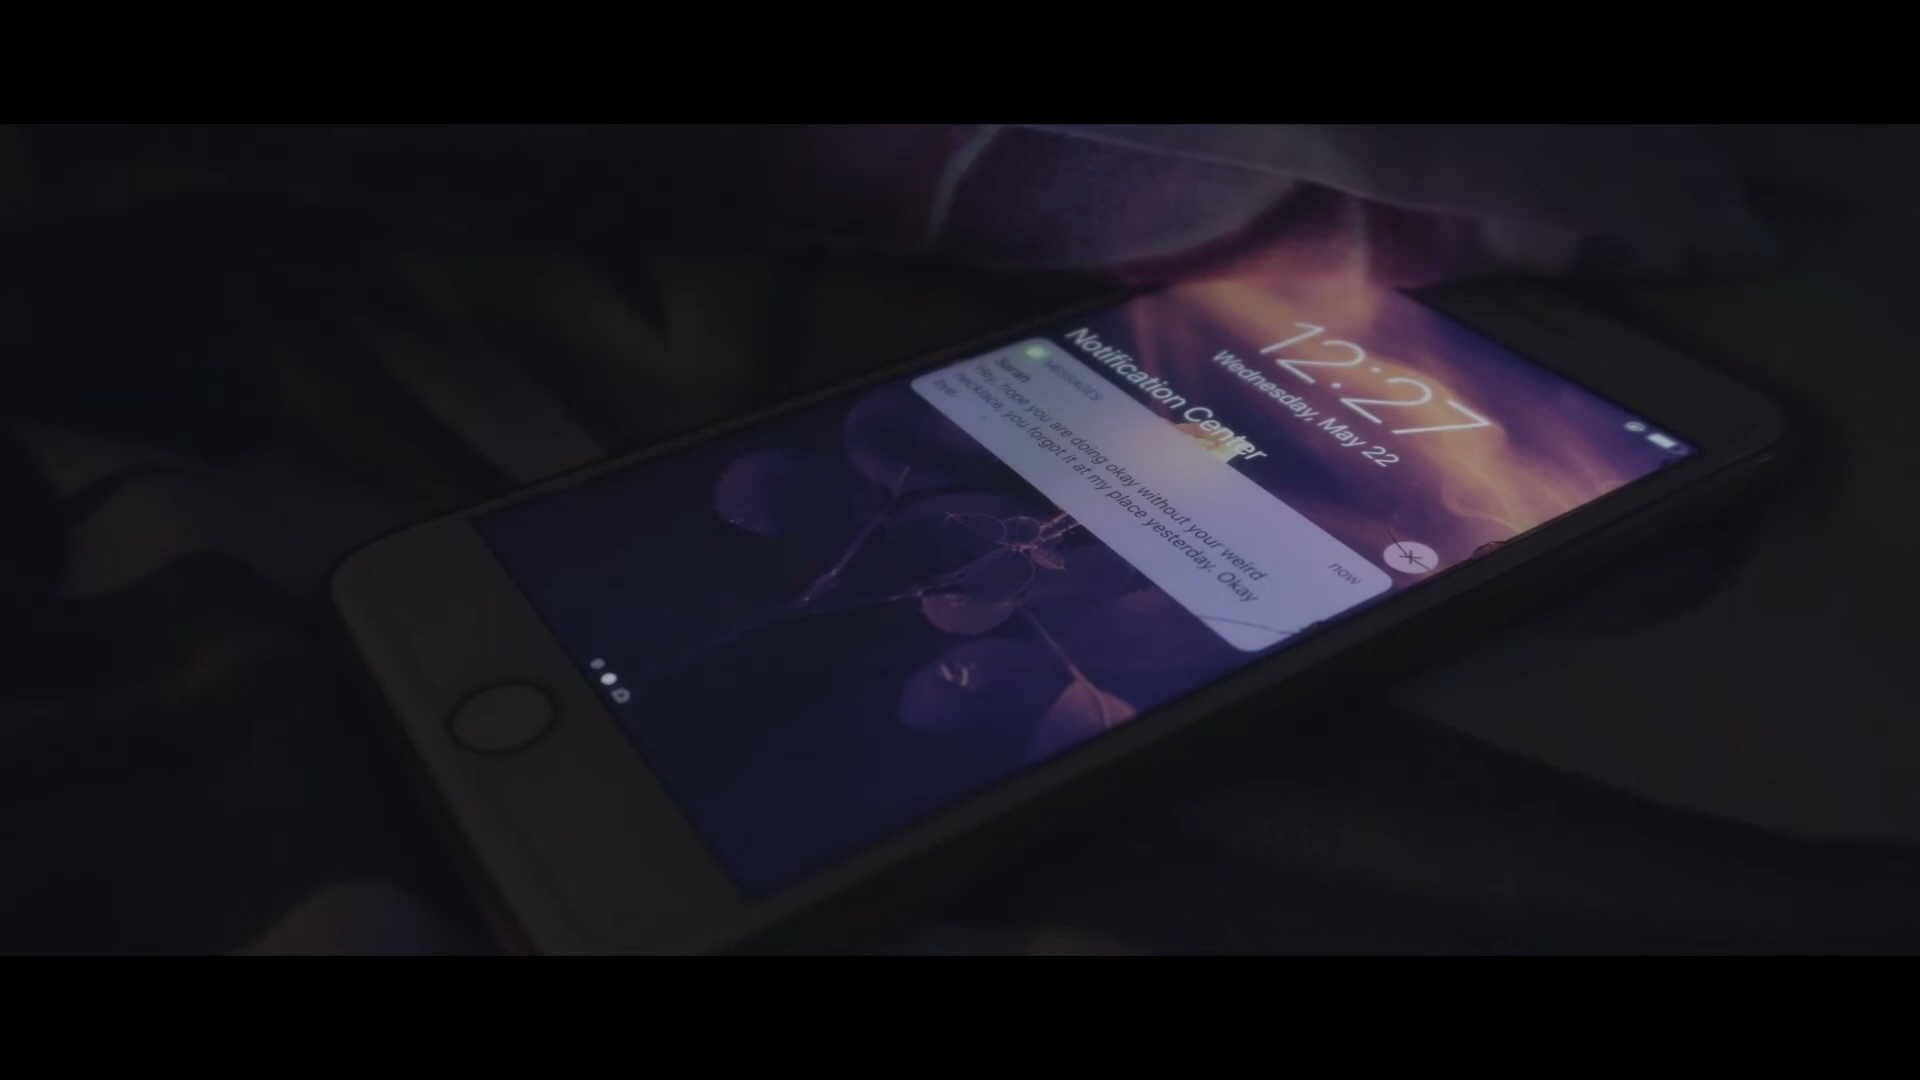 12:27
Wednesday, May 22
Notification Center
MESSAGES
now
Sarah
Hey, hope you are doing okay without your weird
necklace, you forgot it at my place yesterday. Okay
bye.